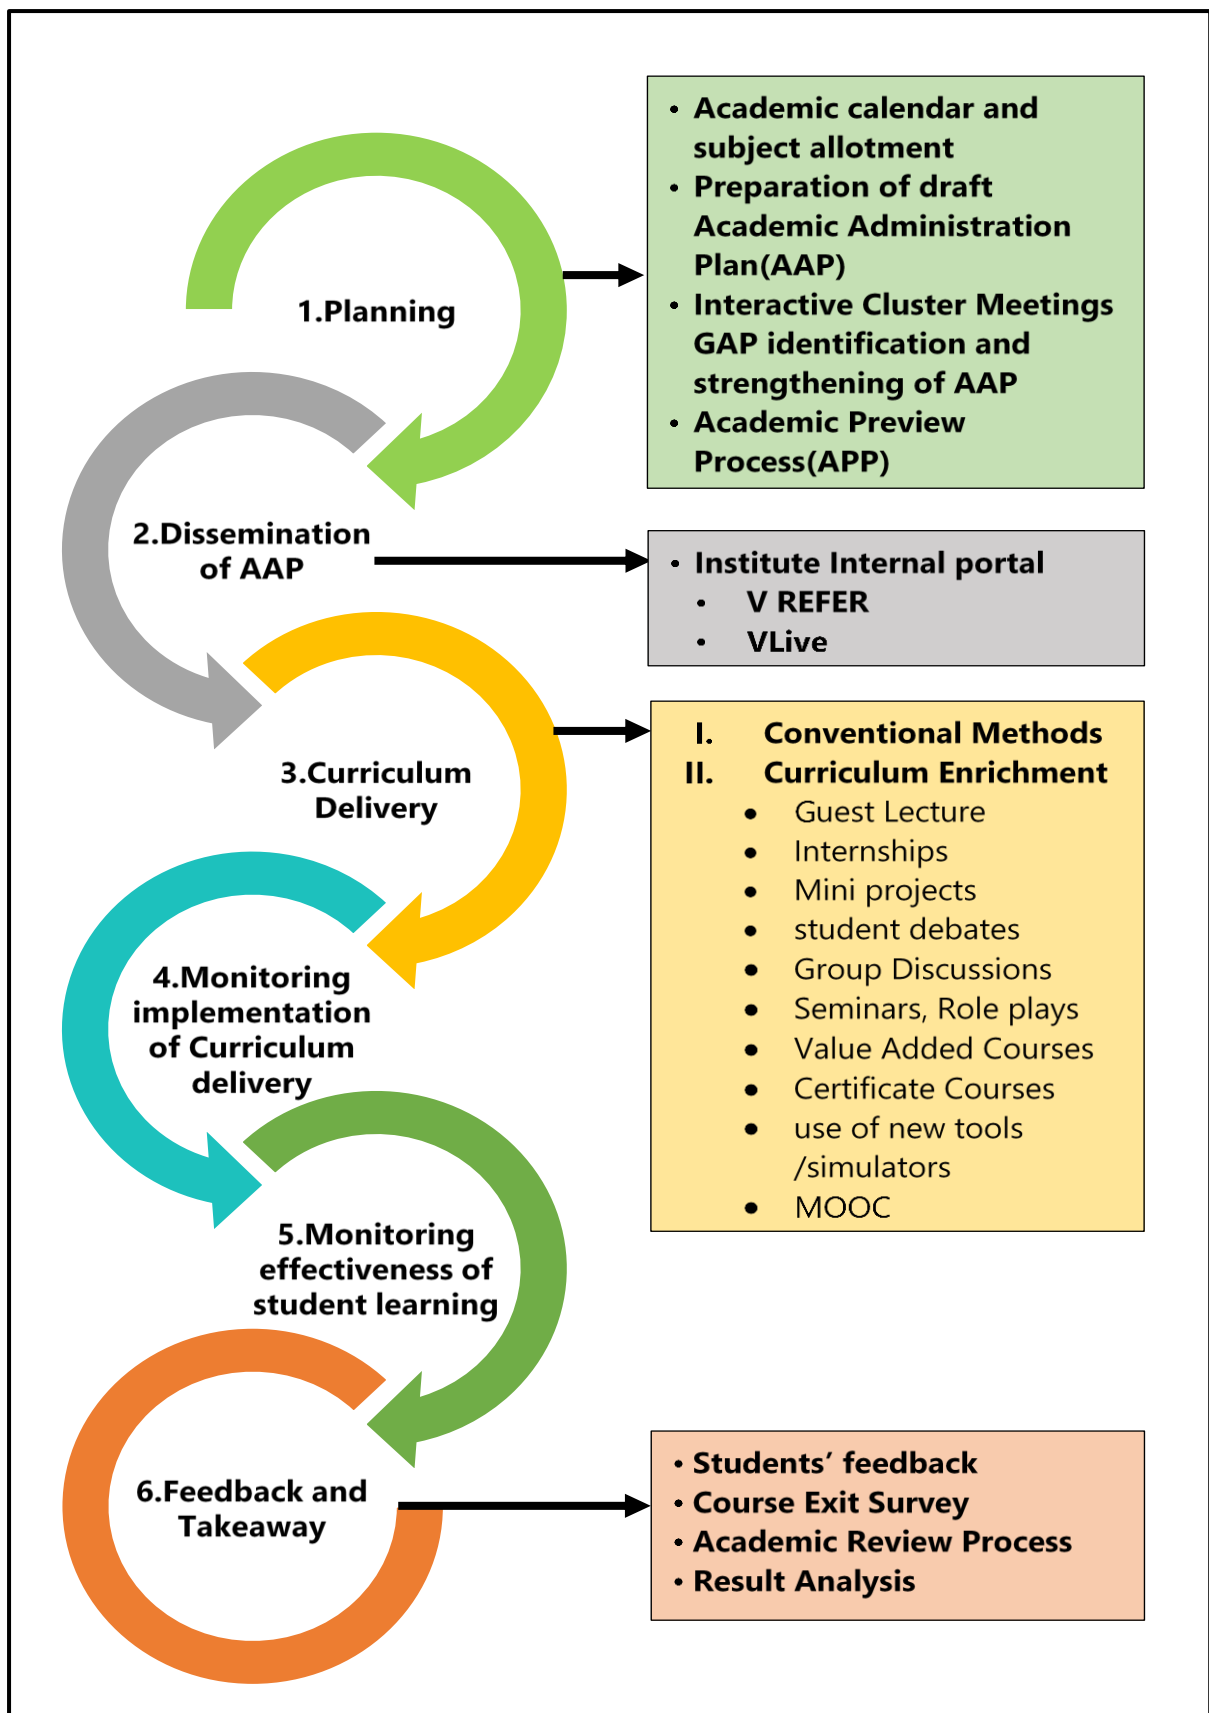 1.Planning
• Academic calendar and
subject allotment
• Preparation of draft
Academic Administration
Plan(AAP)
• Interactive Cluster Meetings
GAP identification and
strengthening of AAP
• Academic Preview
Process(APP)
2.Dissemination
of AAP
• Institute Internal portal
• V REFER
• VLive
3.Curriculum
Delivery
I. Conventional Methods
II. Curriculum Enrichment
• Guest Lecture
• Internships
• Mini projects
• student debates
• Group Discussions
• Seminars, Role plays
• Value Added Courses
• Certificate Courses
• use of new tools
/simulators
• MOOC
4.Monitoring
implementation
of Curriculum
delivery
5.Monitoring
effectiveness of
student learning
6.Feedback and
Takeaway
• Students’ feedback
• Course Exit Survey
• Academic Review Process
• Result Analysis